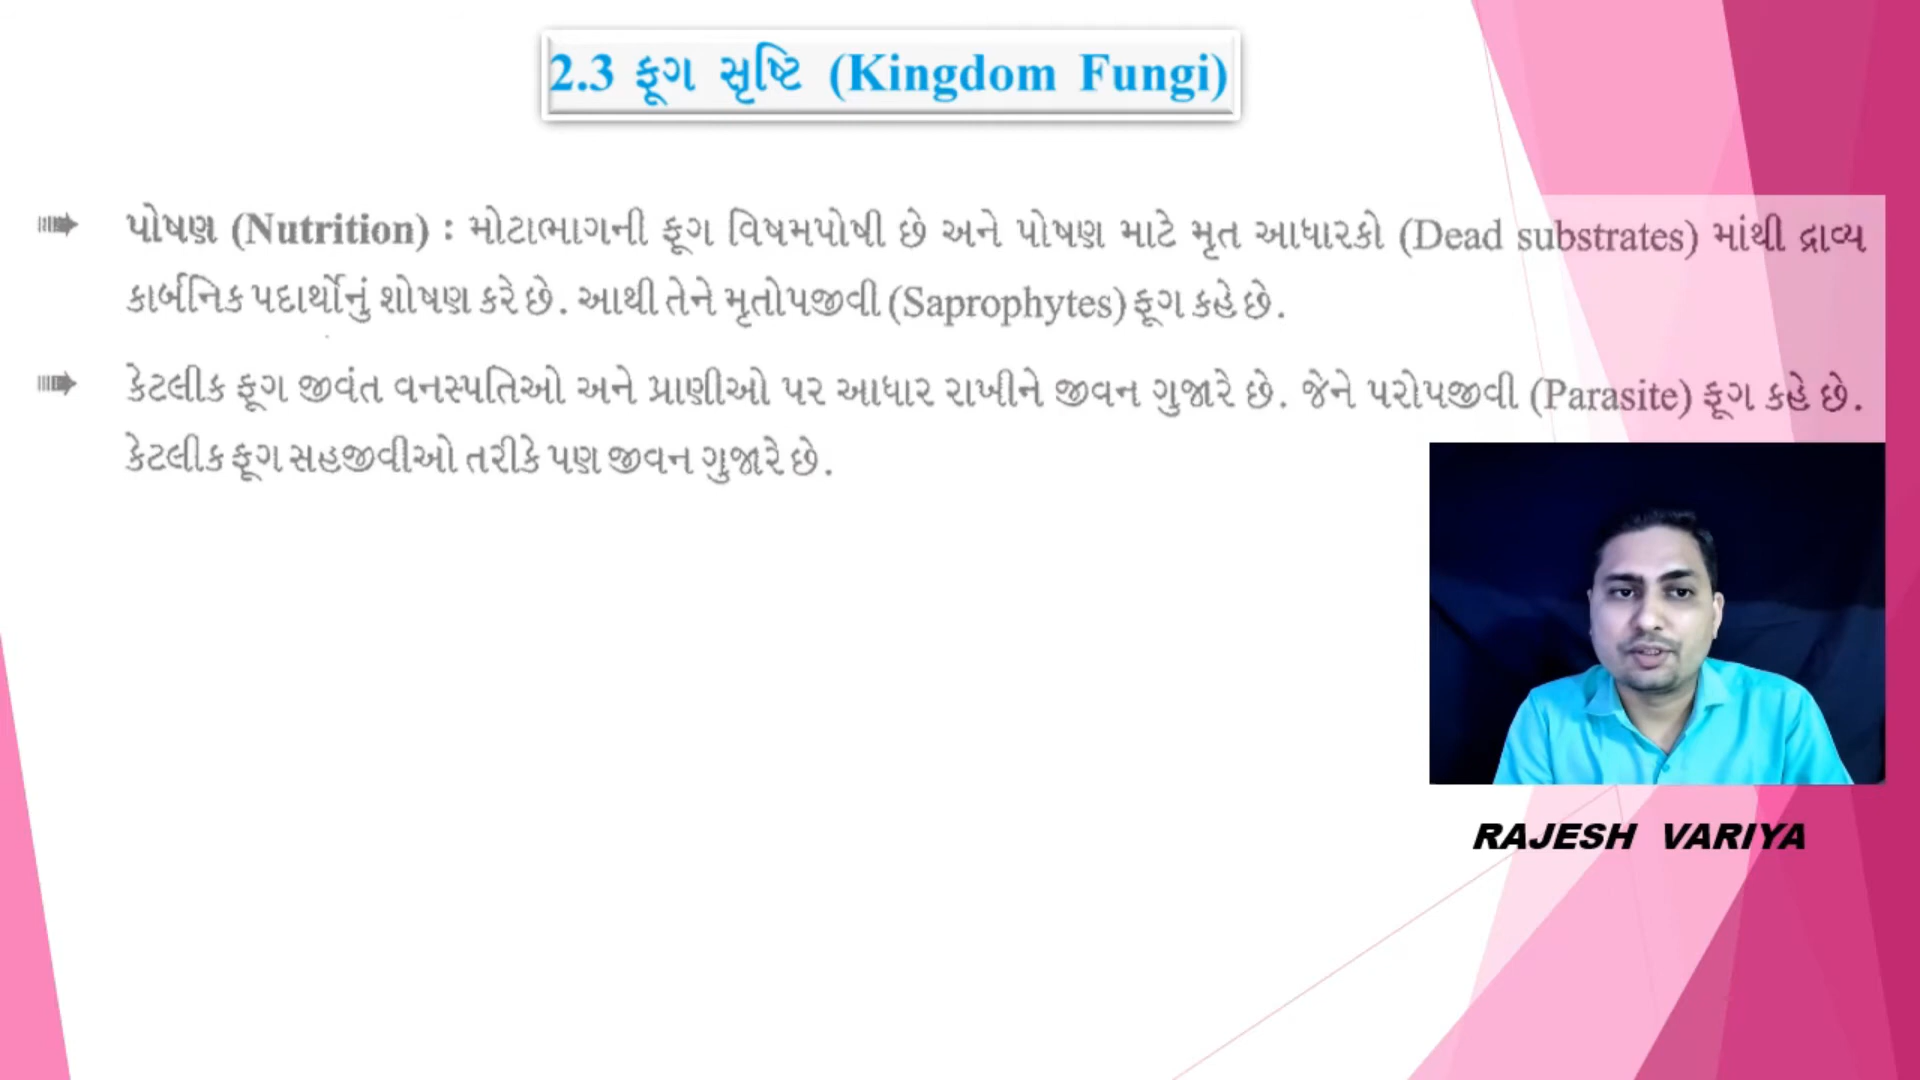 2.3 ફૂગ સૃષ્ટિ (Kingdom Fungi)
પોષણ (Nutrition) : મોટાભાગની ફૂગ વિષમપોષી છે અને પોષણ માટે મૃત આધારકો (Dead substrates) માંથી દ્રાવ્ય
કાર્બનિક પદાર્થોનું શોષણ કરે છે. આથી તેને મૃતોપજીવી (Saprophytes) ફૂગ કહે છે.
કેટલીક ફૂગ જીવંત વનસ્પતિઓ અને પ્રાણીઓ પર આધાર રાખીને જીવન ગુજારે છે. જેને પરોપજીવી (Parasite) ફૂગ કહે છે.
કેટલીક ફૂગ સહજીવીઓ તરીકે પણ જીવન ગુજારે છે.
RAJESH VARIYA